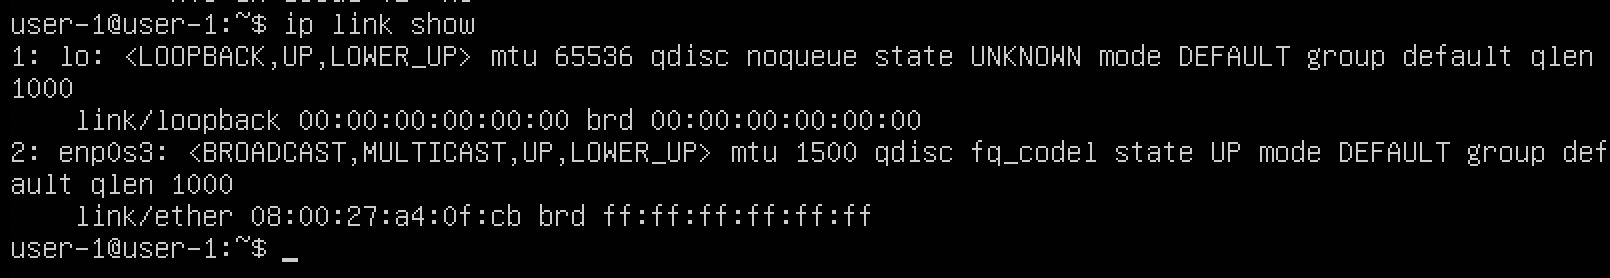 user-1@user-1:~$ ip link show
1: lo: <LOOPBACK,UP,LOWER_UP> mtu 65536 qdisc noqueue state UNKNOWN mode DEFAULT group default qlen
1000
    link/loopback 00:00:00:00:00:00 brd 00:00:00:00:00:00
2: enp0s3: <BROADCAST,MULTICAST,UP,LOWER_UP> mtu 1500 qdisc fq_codel state UP mode DEFAULT group def
ault qlen 1000
    link/ether 08:00:27:a4:0f:cb brd ff:ff:ff:ff:ff:ff
user-1@user-1:~$ _